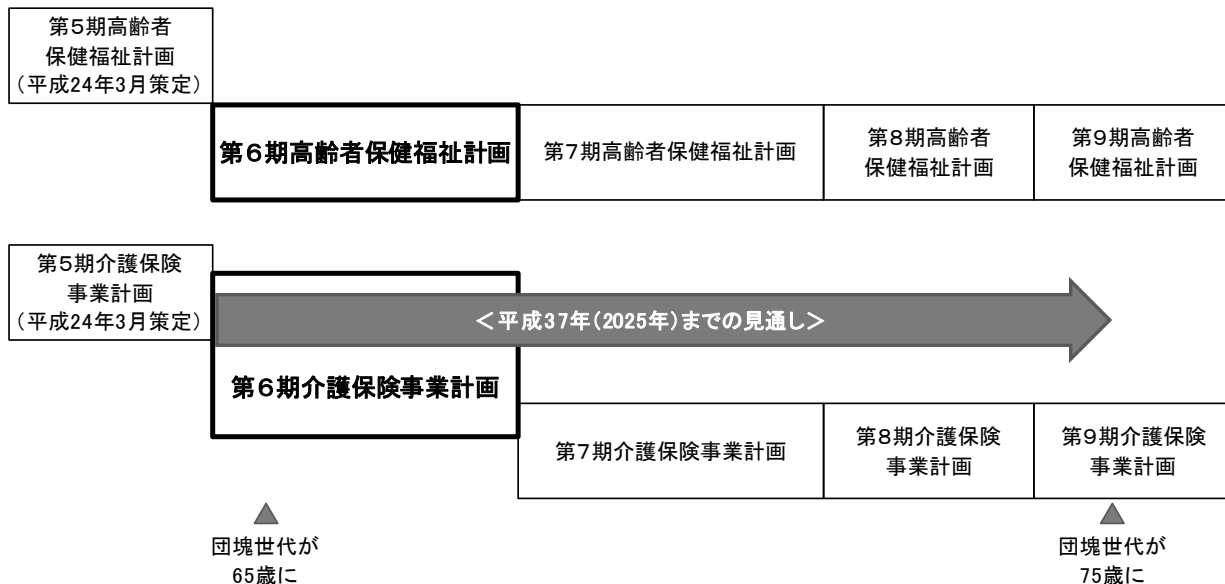 第5期高齢者
保健福祉計画
(平成24年3月策定)
第6期高齢者保健福祉計画
第7期高齢者保健福祉計画
第8期高齢者
保健福祉計画
第9期高齢者
保健福祉計画
第5期介護保険
事業計画
(平成24年3月策定)
<平成37年(2025年)までの見通し>
第6期介護保険事業計画
第7期介護保険事業計画
第8期介護保険
事業計画
第9期介護保険
事業計画
団塊世代が
65歳に
団塊世代が
75歳に